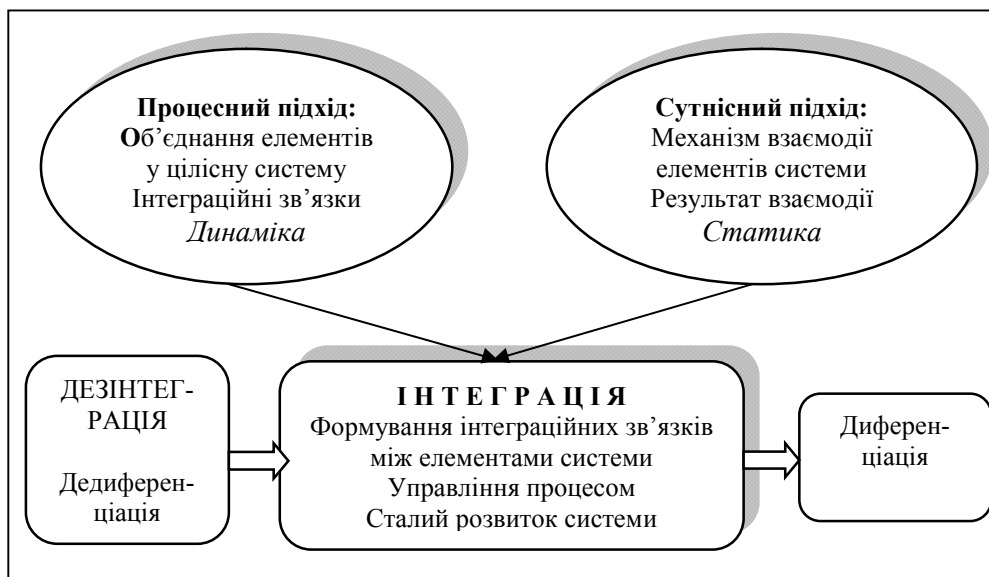 Процесний підхід:
Об’єднання елементів
у цілісну систему
Інтеграційні зв’язки
Динаміка
Сутнісний підхід:
Механізм взаємодії
елементів системи
Результат взаємодії
Статика
ДЕЗІНТЕГ-
РАЦІЯ
Дедиферен-
ціація
І Н Т Е Г Р А Ц І Я
Формування інтеграційних зв’язків
між елементами системи
Управління процесом
Сталий розвиток системи
Диферен-
ціація